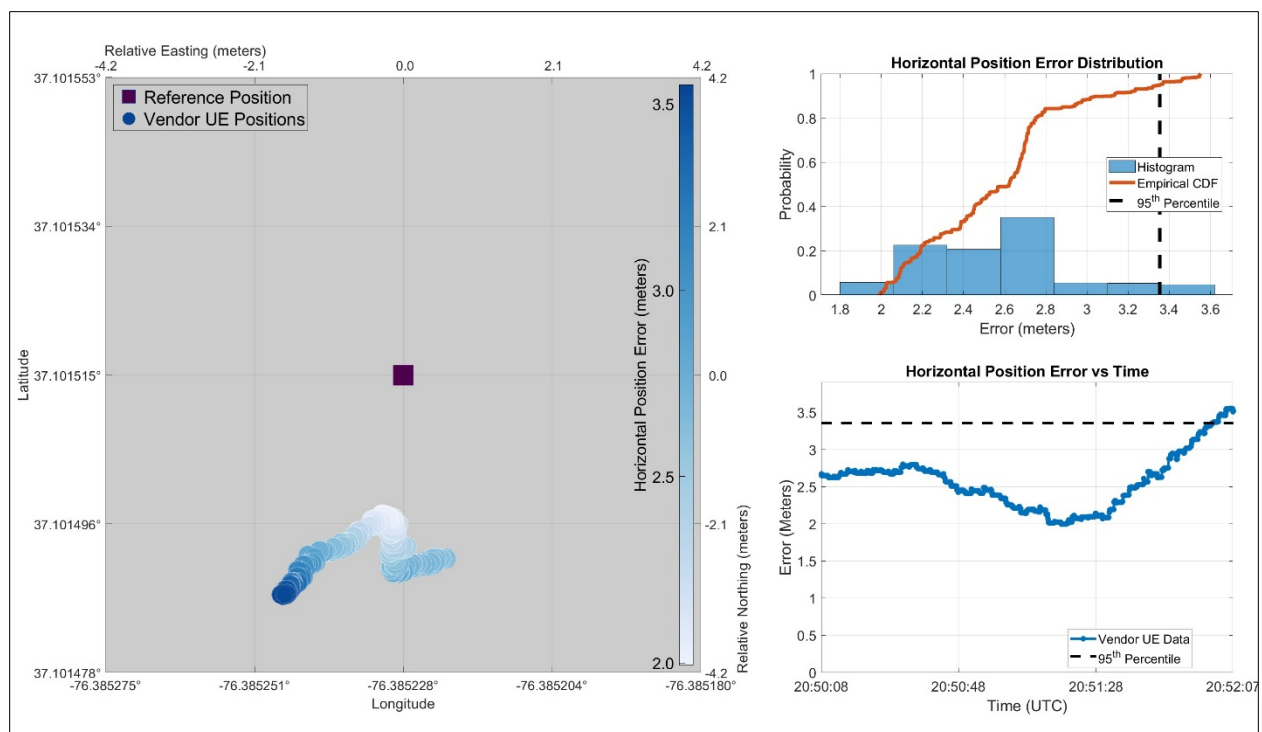 Relative Easting (meters)
-4.2 -2.1 0.0 2.1 4.2
37.101553°
37.101534°
37.101515°
37.101496°
37.101478°
Latitude
Reference Position
Vendor UE Positions
Horizontal Position Error (meters)
3.5
3.0
2.5
2.0
4.2
2.1
0.0
-2.1
-4.2
Relative Northing (meters)
-76.385275° -76.385251° -76.385228° -76.385204° -76.385180°
Longitude
Horizontal Position Error Distribution
Probability
1
0.8
0.6
0.4
0.2
0
Histogram
Empirical CDF
95th Percentile
1.8 2 2.2 2.4 2.6 2.8 3 3.2 3.4 3.6
Error (meters)
Horizontal Position Error vs Time
Error (Meters)
3.5
3
2.5
2
1.5
1
0.5
0
Vendor UE Data
95th Percentile
20:50:08 20:50:48 20:51:28 20:52:07
Time (UTC)